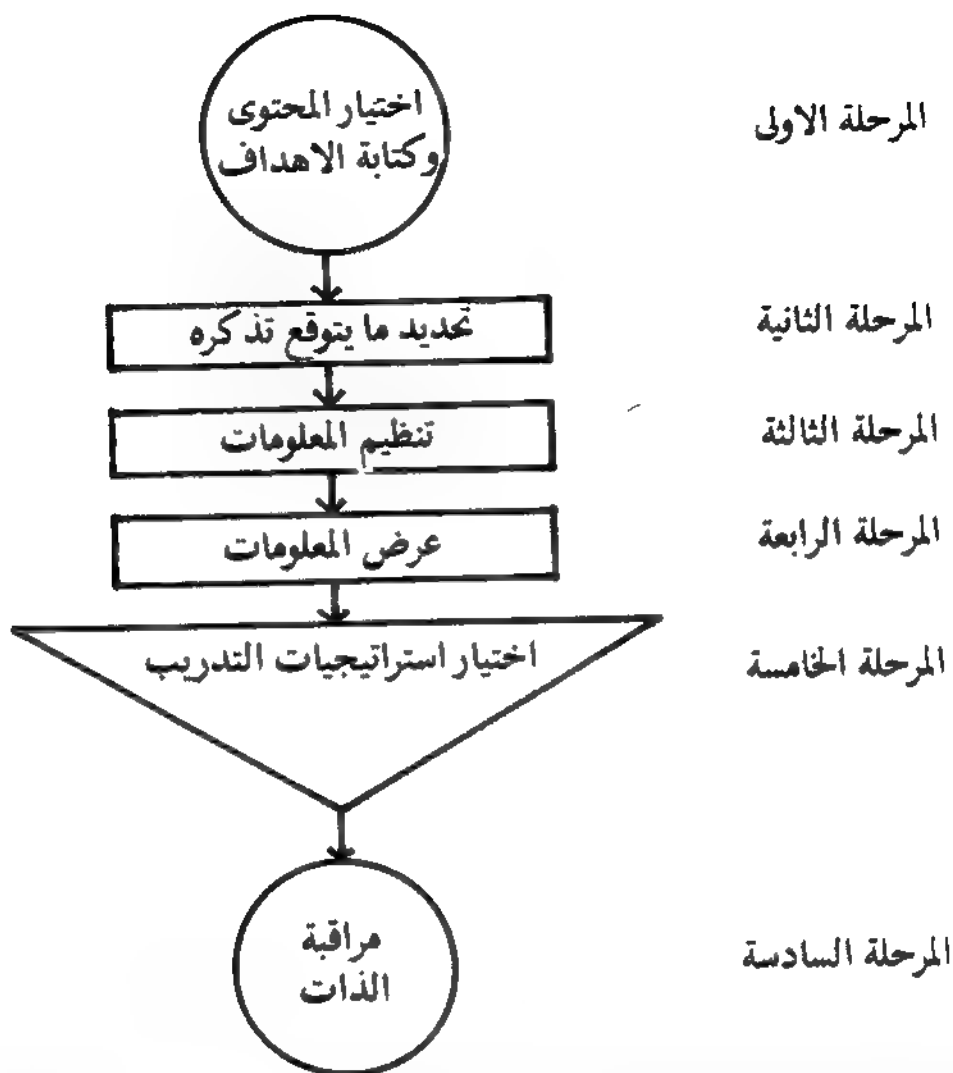 المرحلة الاولى
اختيار المحتوى
وكتابة الاهداف
المرحلة الثانية
تحديد ما يتوقع تذكره
المرحلة الثالثة
تنظيم المعلومات
المرحلة الرابعة
عرض المعلومات
المرحلة الخامسة
اختيار استراتيجيات التدريب
المرحلة السادسة
مراقبة
الذات